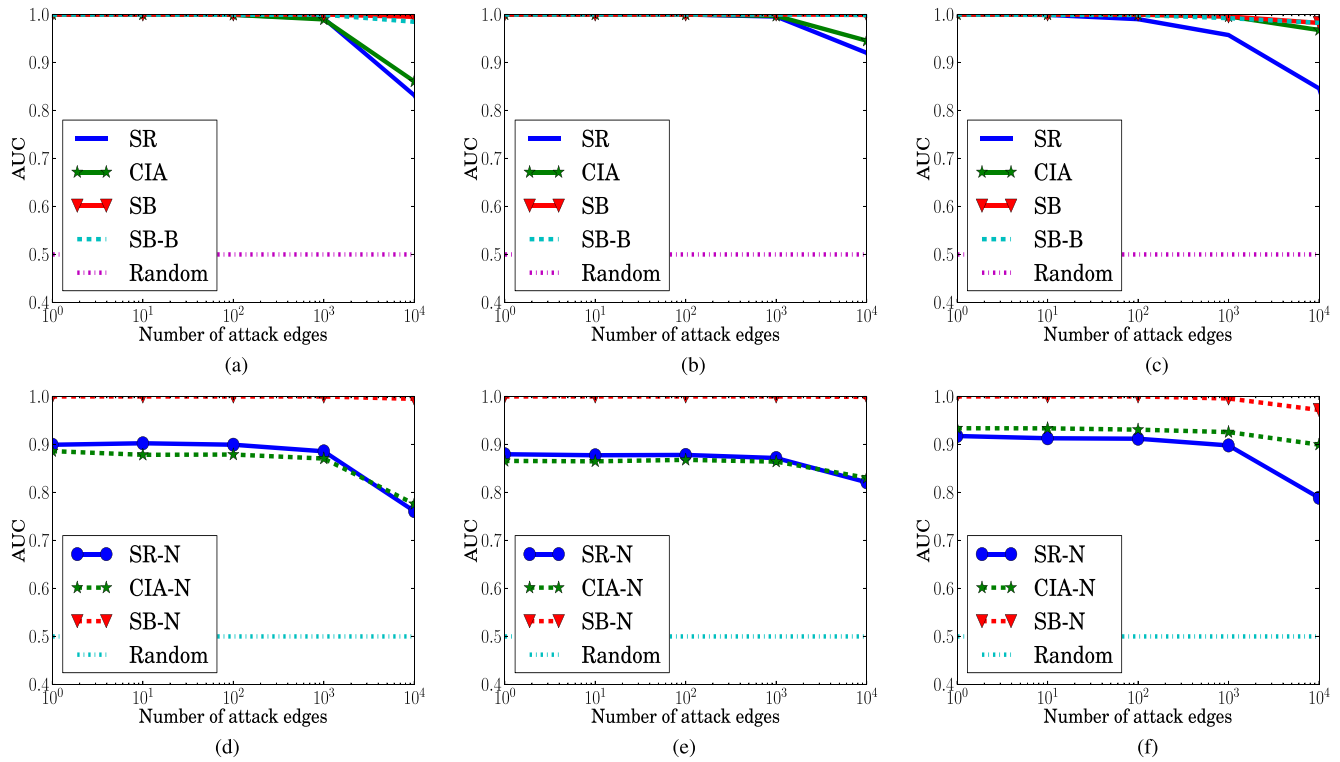 1.0
0.9
0.8
0.7
0.6
0.5
0.4
AUC
SR
CIA
SB
SB-B
Random
10^0 10^1 10^2 10^3 10^4
Number of attack edges
(a)
1.0
0.9
0.8
0.7
0.6
0.5
0.4
AUC
SR
CIA
SB
SB-B
Random
10^0 10^1 10^2 10^3 10^4
Number of attack edges
(b)
1.0
0.9
0.8
0.7
0.6
0.5
0.4
AUC
SR
CIA
SB
SB-B
Random
10^0 10^1 10^2 10^3 10^4
Number of attack edges
(c)
1.0
0.9
0.8
0.7
0.6
0.5
0.4
AUC
SR-N
CIA-N
SB-N
Random
10^0 10^1 10^2 10^3 10^4
Number of attack edges
(d)
1.0
0.9
0.8
0.7
0.6
0.5
0.4
AUC
SR-N
CIA-N
SB-N
Random
10^0 10^1 10^2 10^3 10^4
Number of attack edges
(e)
1.0
0.9
0.8
0.7
0.6
0.5
0.4
AUC
SR-N
CIA-N
SB-N
Random
10^0 10^1 10^2 10^3 10^4
Number of attack edges
(f)